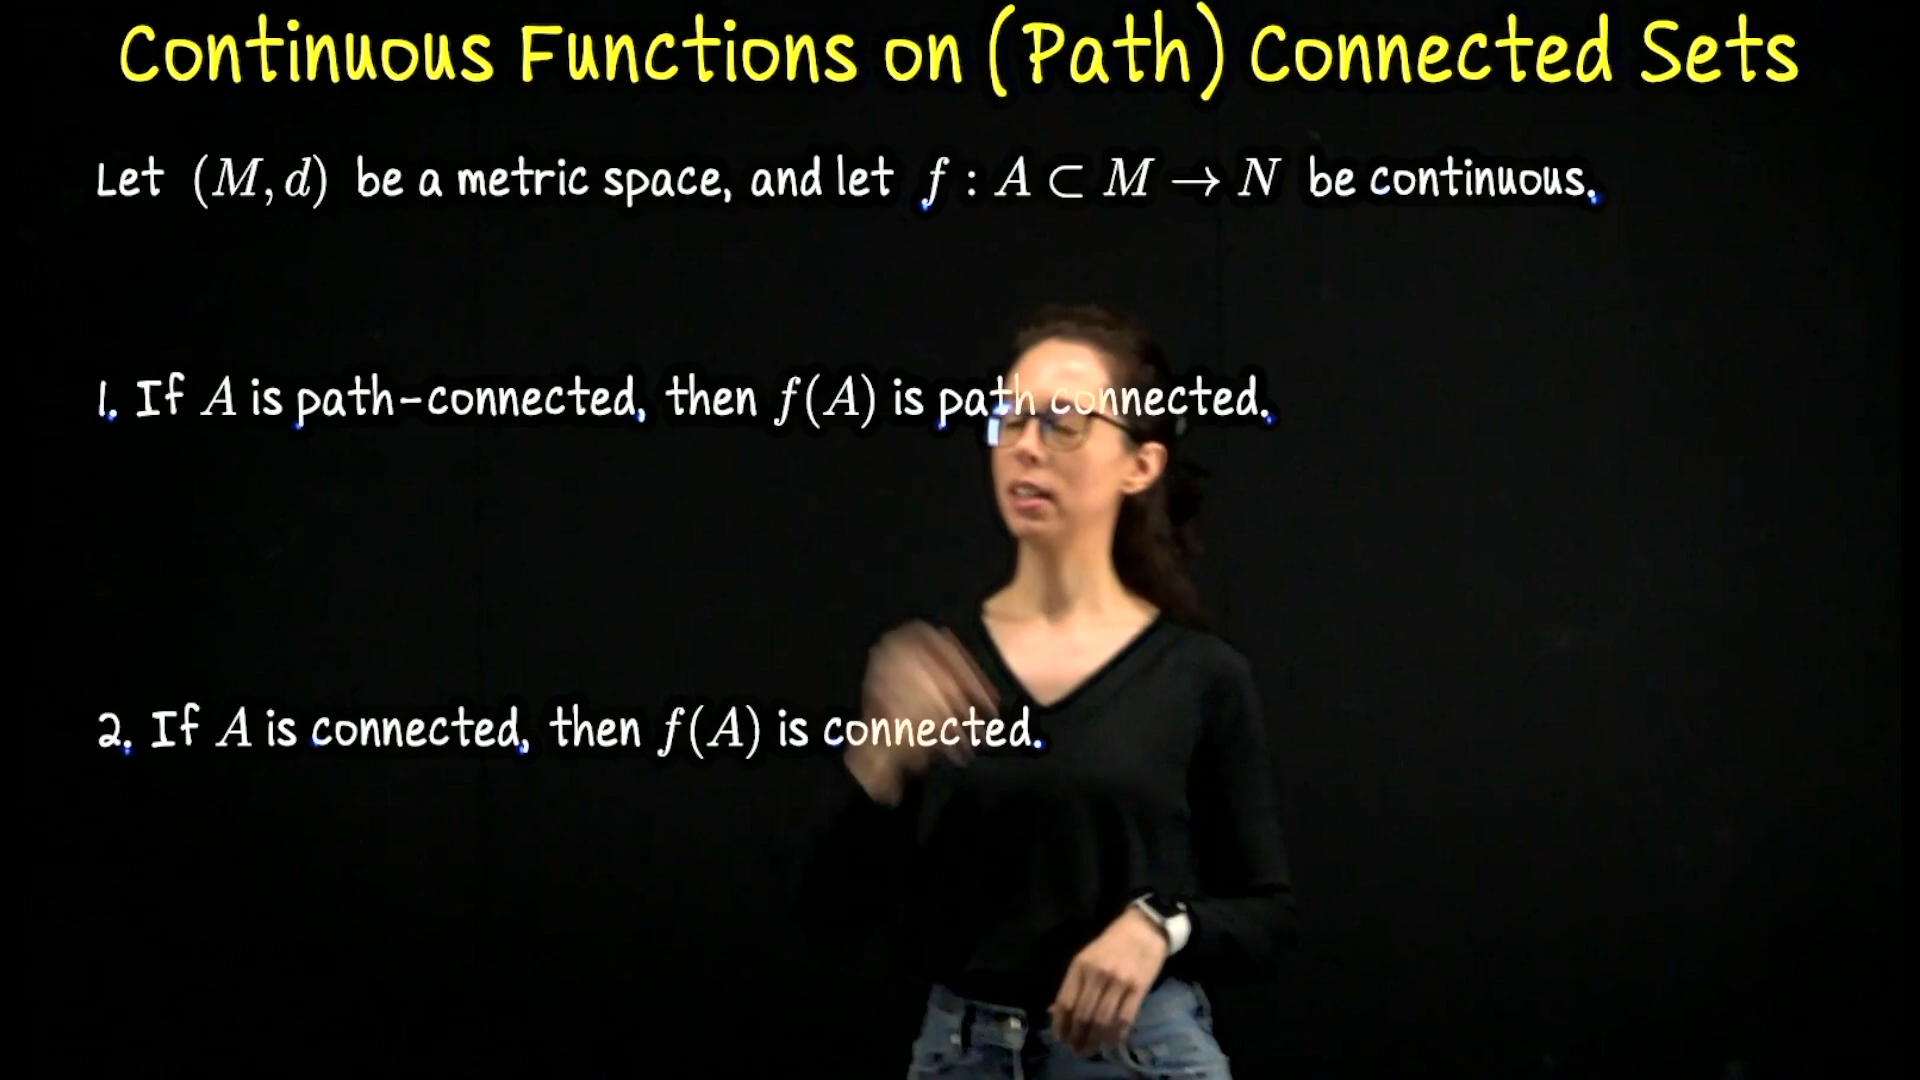 Continuous Functions on (Path) Connected Sets
Let (M, d) be a metric space, and let f : A ⊂ M → N be continuous.
1. If A is path-connected, then f(A) is path connected.
2. If A is connected, then f(A) is connected.